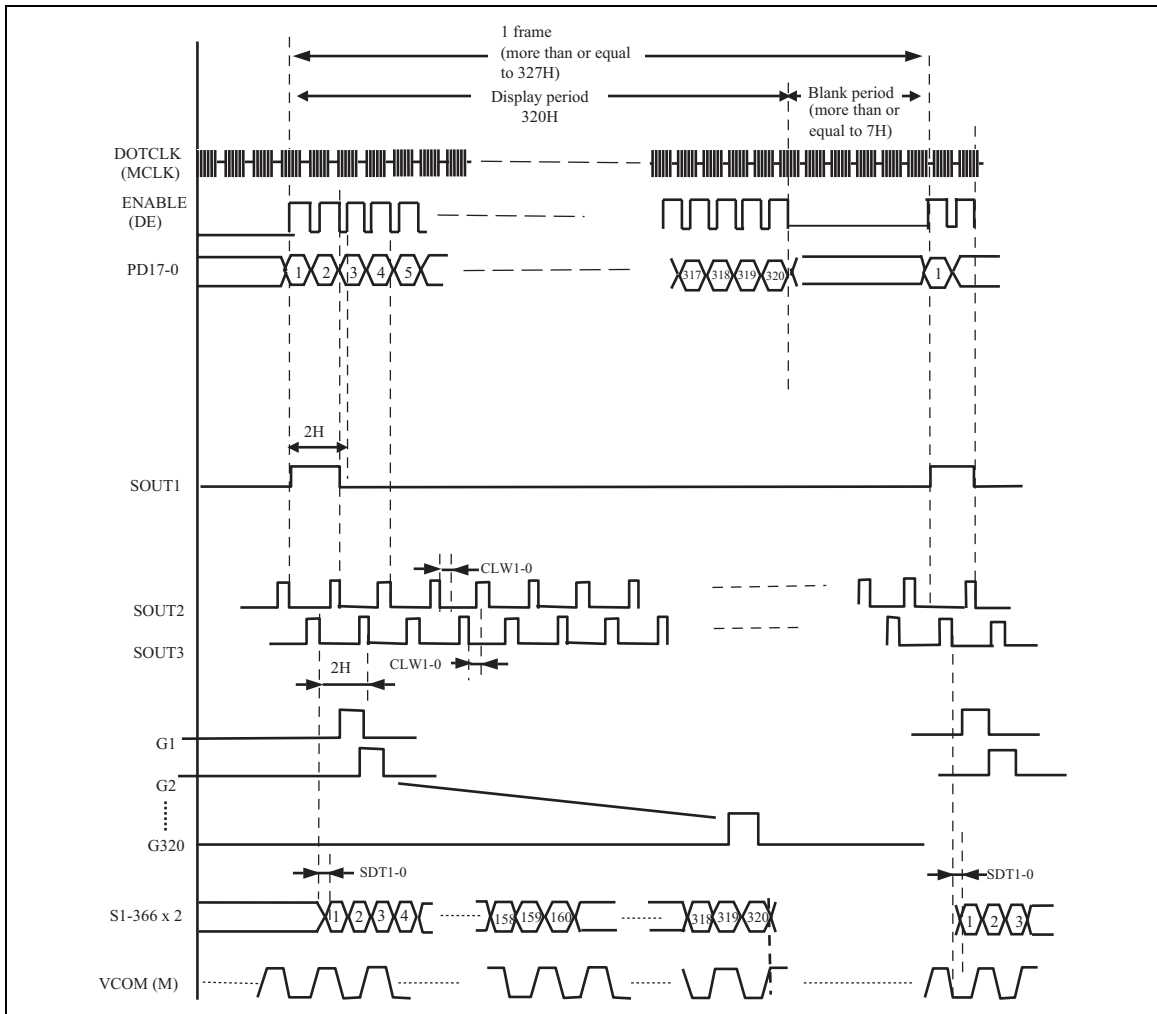 1 frame
(more than or equal
to 327H)
Display period
320H
Blank period
(more than or
equal to 7H)
DOTCLK
(MCLK)
ENABLE
(DE)
PD17-0
1 2 3 4 5
317 318 319 320
1
2H
SOUT1
CLW1-0
SOUT2
SOUT3
CLW1-0
2H
G1
G2
G320
SDT1-0
SDT1-0
S1-366 x 2
1 2 3 4
158 159 160
318 319 320
1 2 3
VCOM (M)